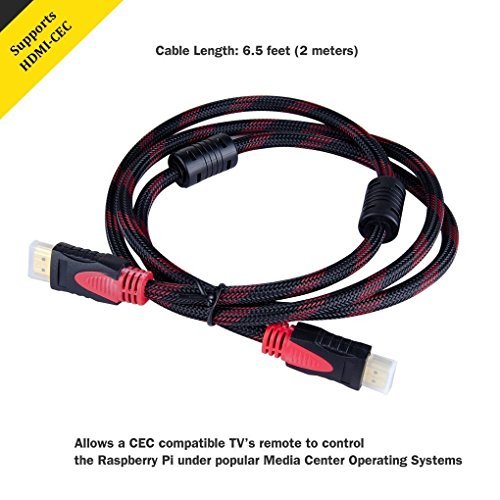 Supports
HDMI-CEC
Cable Length: 6.5 feet (2 meters)
Allows a CEC compatible TV's remote to control
the Raspberry Pi under popular Media Center Operating Systems